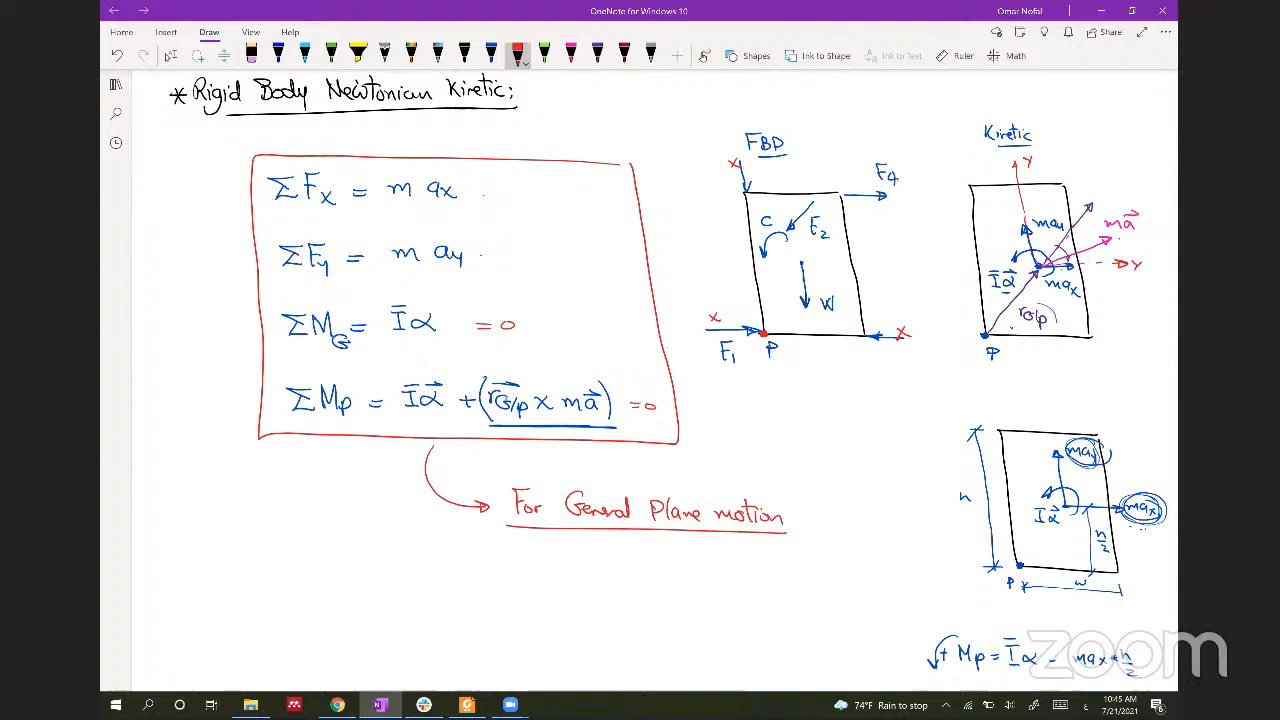 OneNote for Windows 10
Omar Nofal
Home Insert Draw View Help
Share
Shapes Ink to Shape Ink to Text Ruler Math
* Rigid Body Newtonian Kinetic:
ΣFx = m ax
ΣFy = m ay
ΣMG = Īα = 0
ΣMp = Īα⃗ + (r⃗G/p × ma⃗) = 0
For General Plane motion
FBD
x
F4
C
F2
W
x
F1
P
x
Kinetic
Y
may
ma⃗
Y
Īα⃗
max
rG/p
P
may
h
Īα⃗
max
h/2
P
w
+ Mp = Īα - max * h/2
zoom
74°F Rain to stop
10:45 AM
7/21/2021